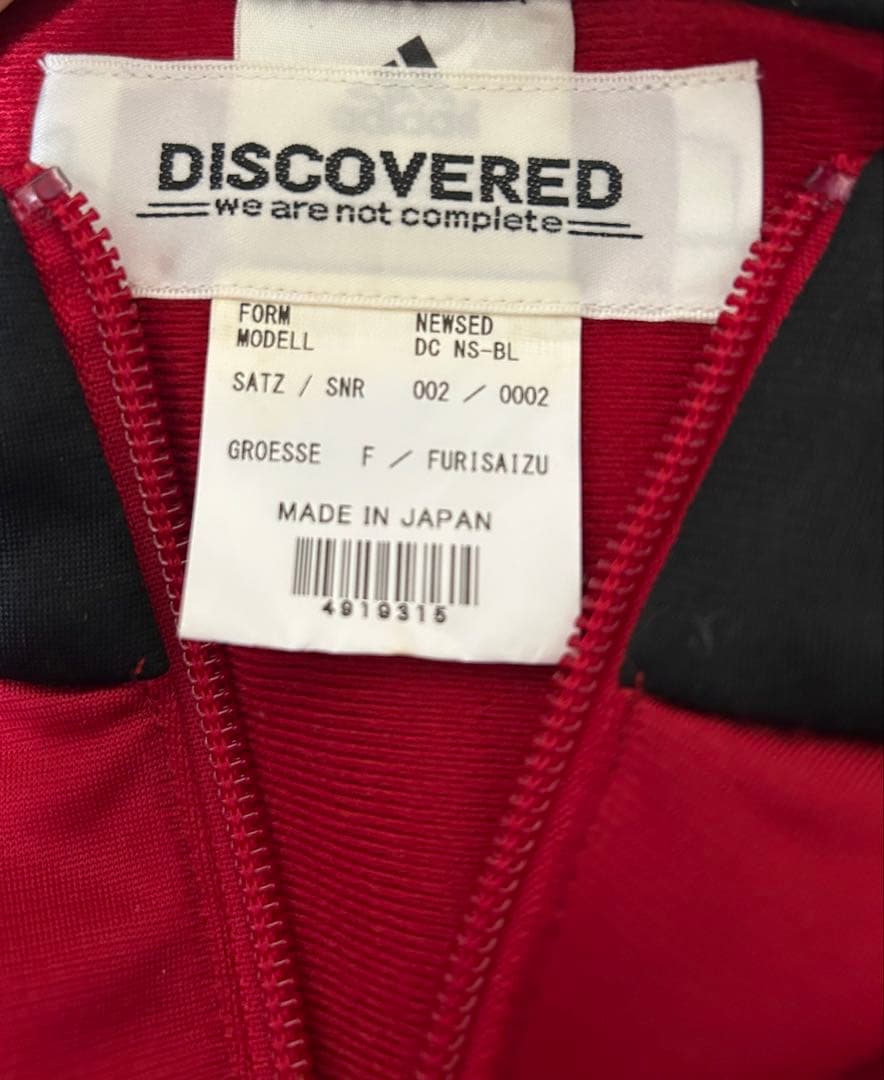 DISCOVERED
we are not complete
FORM NEWSED
MODELL DC NS-BL
SATZ / SNR 002 / 0002
GROESSE F / FURISAIZU
MADE IN JAPAN
4919315